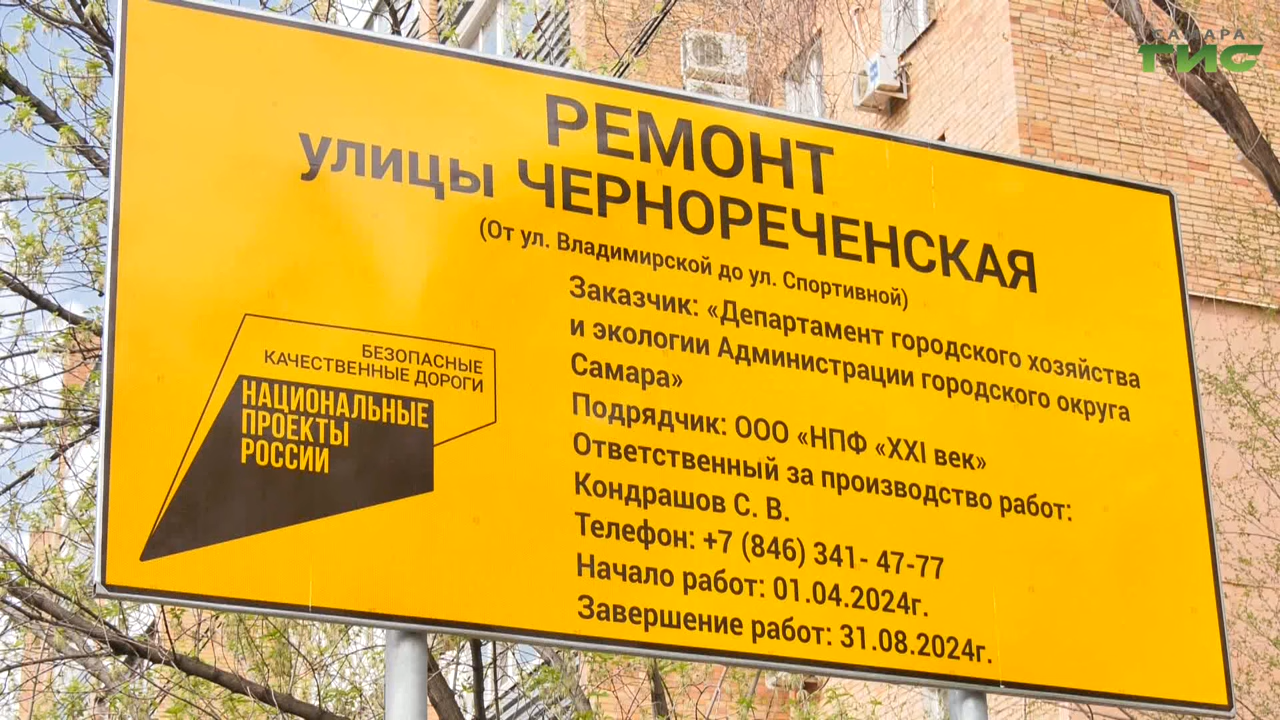 САМАРА
ГИС
РЕМОНТ
улицы ЧЕРНОРЕЧЕНСКАЯ
(От ул. Владимирской до ул. Спортивной)
Заказчик: «Департамент городского хозяйства
и экологии Администрации городского округа
Самара»
Подрядчик: ООО «НПФ «XXI век»
Ответственный за производство работ:
Кондрашов С. В.
Телефон: +7 (846) 341- 47-77
Начало работ: 01.04.2024г.
Завершение работ: 31.08.2024г.
БЕЗОПАСНЫЕ
КАЧЕСТВЕННЫЕ ДОРОГИ
НАЦИОНАЛЬНЫЕ
ПРОЕКТЫ
РОССИИ